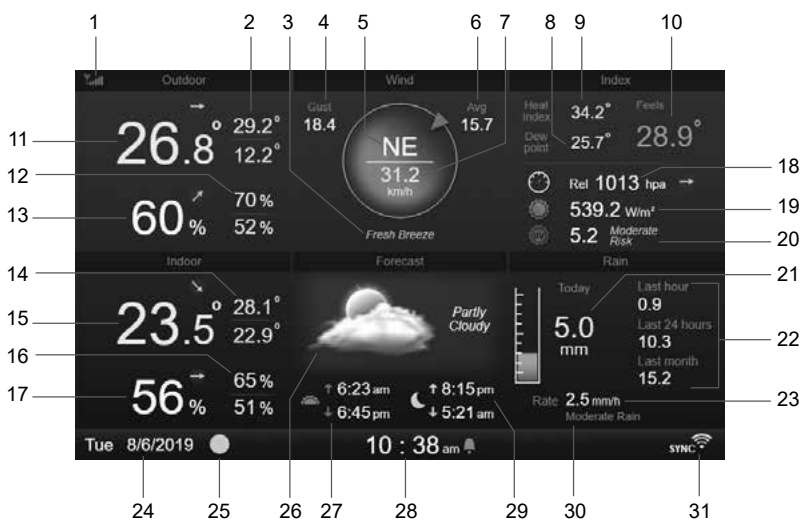 1 2 3 4 5 6 7 8 9 10
Outdoor Wind Index
11 26.8° 29.2° 12.2°
Gust 18.4
Avg 15.7
NE
31.2
km/h
Fresh Breeze
Heat index 34.2°
Dew point 25.7°
Feels 28.9°
12 70%
13 60% 52%
Rel 1013 hpa 18
539.2 W/m² 19
5.2 Moderate Risk 20
Indoor Forecast Rain
14 28.1°
15 23.5° 22.9°
16 65%
17 56% 51%
Partly
Cloudy
↑ 6:23 am ↑ 8:15 pm
↓ 6:45 pm ↓ 5:21 am
Today
5.0
mm
21
Last hour
0.9
Last 24 hours
10.3
Last month
15.2
22
Rate 2.5 mm/h 23
Moderate Rain
Tue 8/6/2019 10 : 38 am SYNC
24 25 26 27 28 29 30 31